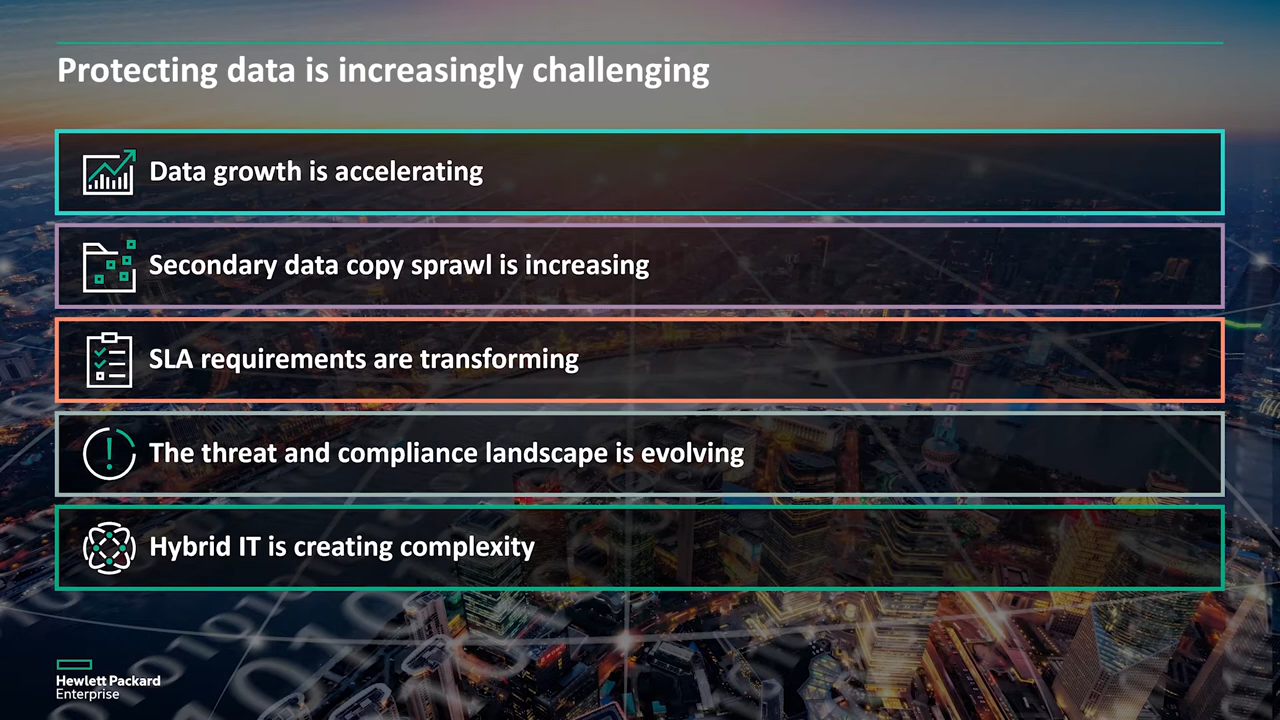 Protecting data is increasingly challenging
Data growth is accelerating
Secondary data copy sprawl is increasing
SLA requirements are transforming
The threat and compliance landscape is evolving
Hybrid IT is creating complexity
Hewlett Packard
Enterprise